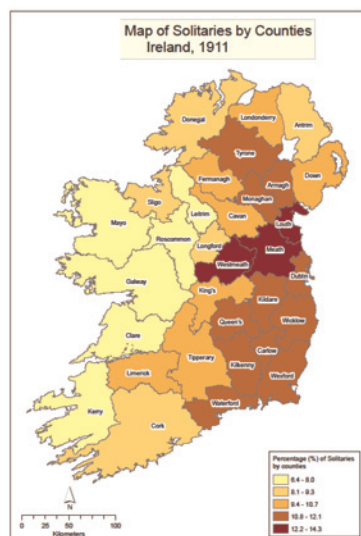 Map of Solitaries by Counties
Ireland, 1911
Donegal
Londonderry
Antrim
Tyrone
Fermanagh
Armagh
Down
Monaghan
Sligo
Leitrim
Cavan
Louth
Mayo
Roscommon
Longford
Meath
Westmeath
Dublin
Galway
King's
Kildare
Queen's
Wicklow
Clare
Carlow
Tipperary
Kilkenny
Limerick
Wexford
Waterford
Kerry
Cork
N
0 25 50 100
Kilometers
Percentage (%) of Solitaries
by counties
6.4 - 8.0
8.1 - 9.3
9.4 - 10.7
10.8 - 12.1
12.2 - 14.3